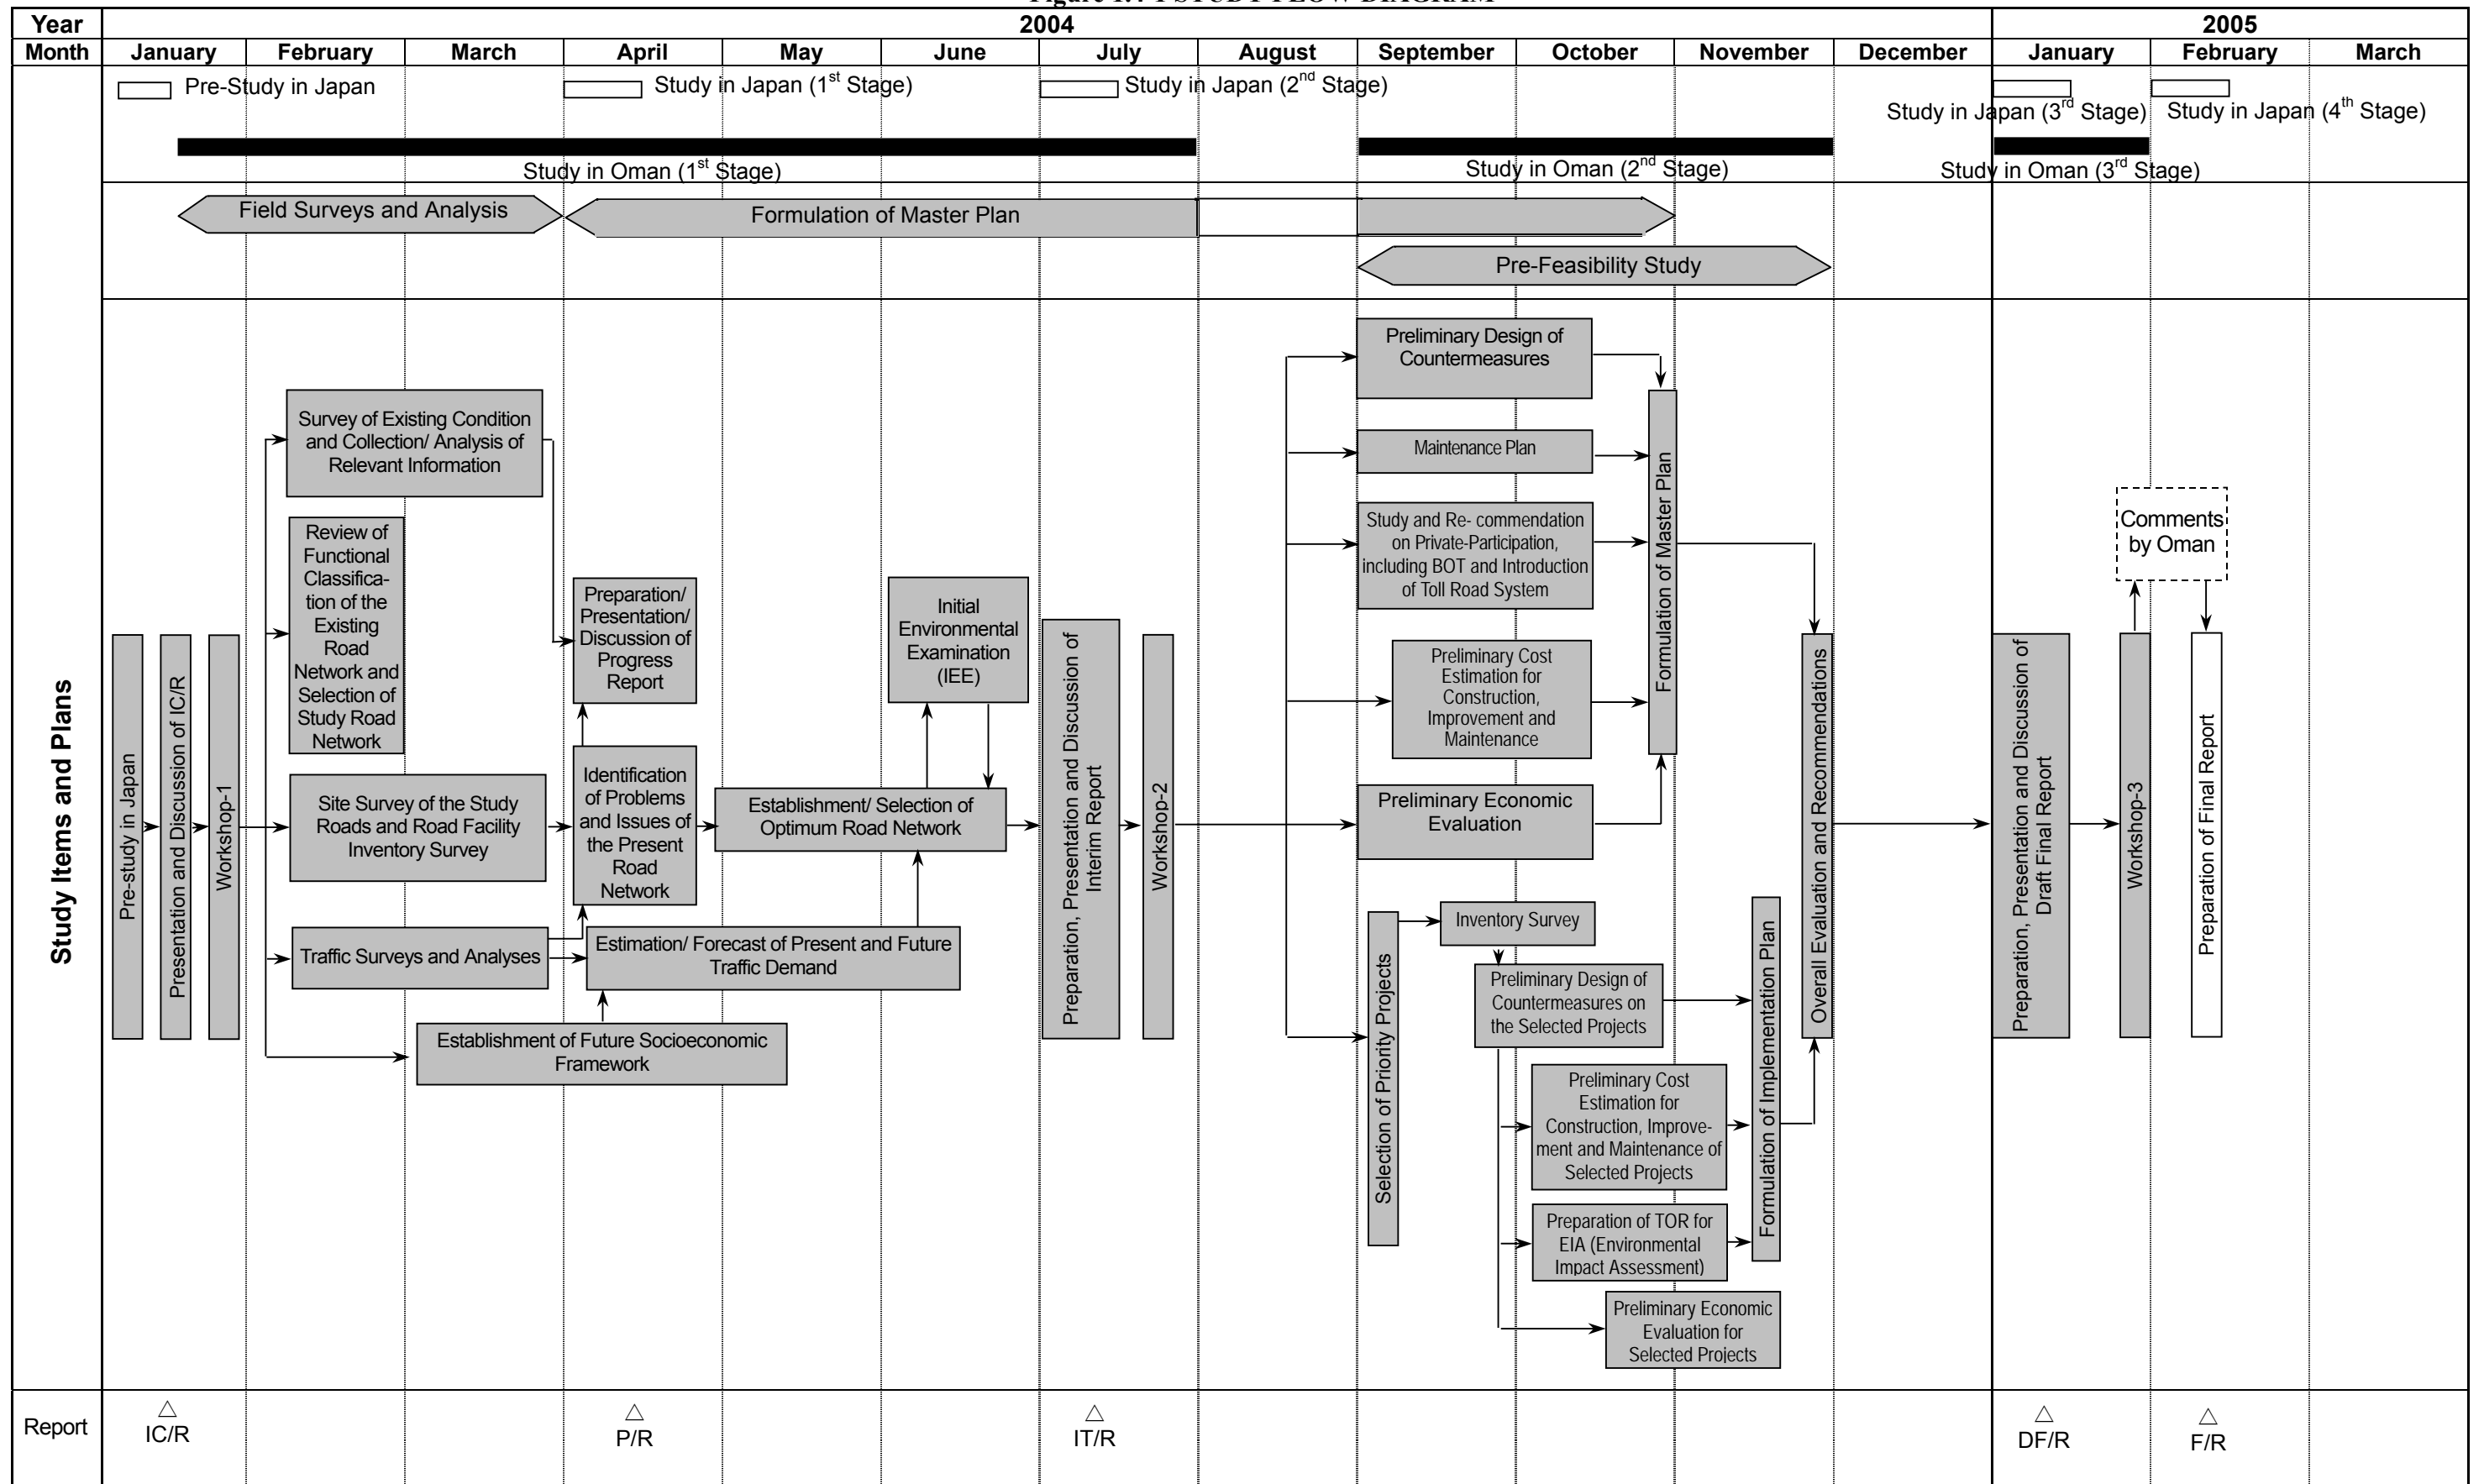 Figure 1.4-1 STUDY FLOW DIAGRAM
Year
2004
2005
Month
January
February
March
April
May
June
July
August
September
October
November
December
January
February
March
Pre-Study in Japan
Study in Japan (1st Stage)
Study in Japan (2nd Stage)
Study in Japan (3rd Stage)
Study in Japan (4th Stage)
Study in Oman (1st Stage)
Study in Oman (2nd Stage)
Study in Oman (3rd Stage)
Field Surveys and Analysis
Formulation of Master Plan
Pre-Feasibility Study
Study Items and Plans
Pre-study in Japan
Presentation and Discussion of IC/R
Workshop-1
Survey of Existing Condition
and Collection/ Analysis of
Relevant Information
Review of
Functional
Classifica-
tion of the
Existing
Road
Network and
Selection of
Study Road
Network
Site Survey of the Study
Roads and Road Facility
Inventory Survey
Traffic Surveys and Analyses
Establishment of Future Socioeconomic
Framework
Preparation/
Presentation/
Discussion of
Progress
Report
Identification
of Problems
and Issues of
the Present
Road
Network
Estimation/ Forecast of Present and Future
Traffic Demand
Establishment/ Selection of
Optimum Road Network
Initial
Environmental
Examination
(IEE)
Preparation, Presentation and Discussion of
Interim Report
Workshop-2
Preliminary Design of
Countermeasures
Maintenance Plan
Study and Re- commendation
on Private-Participation,
including BOT and Introduction
of Toll Road System
Preliminary Cost
Estimation for
Construction,
Improvement and
Maintenance
Preliminary Economic
Evaluation
Formulation of Master Plan
Selection of Priority Projects
Inventory Survey
Preliminary Design of
Countermeasures on
the Selected Projects
Preliminary Cost
Estimation for
Construction, Improve-
ment and Maintenance of
Selected Projects
Preparation of TOR for
EIA (Environmental
Impact Assessment)
Preliminary Economic
Evaluation for
Selected Projects
Formulation of Implementation Plan
Overall Evaluation and Recommendations
Preparation, Presentation and Discussion of
Draft Final Report
Workshop-3
Comments
by Oman
Preparation of Final Report
Report
△
IC/R
△
P/R
△
IT/R
△
DF/R
△
F/R